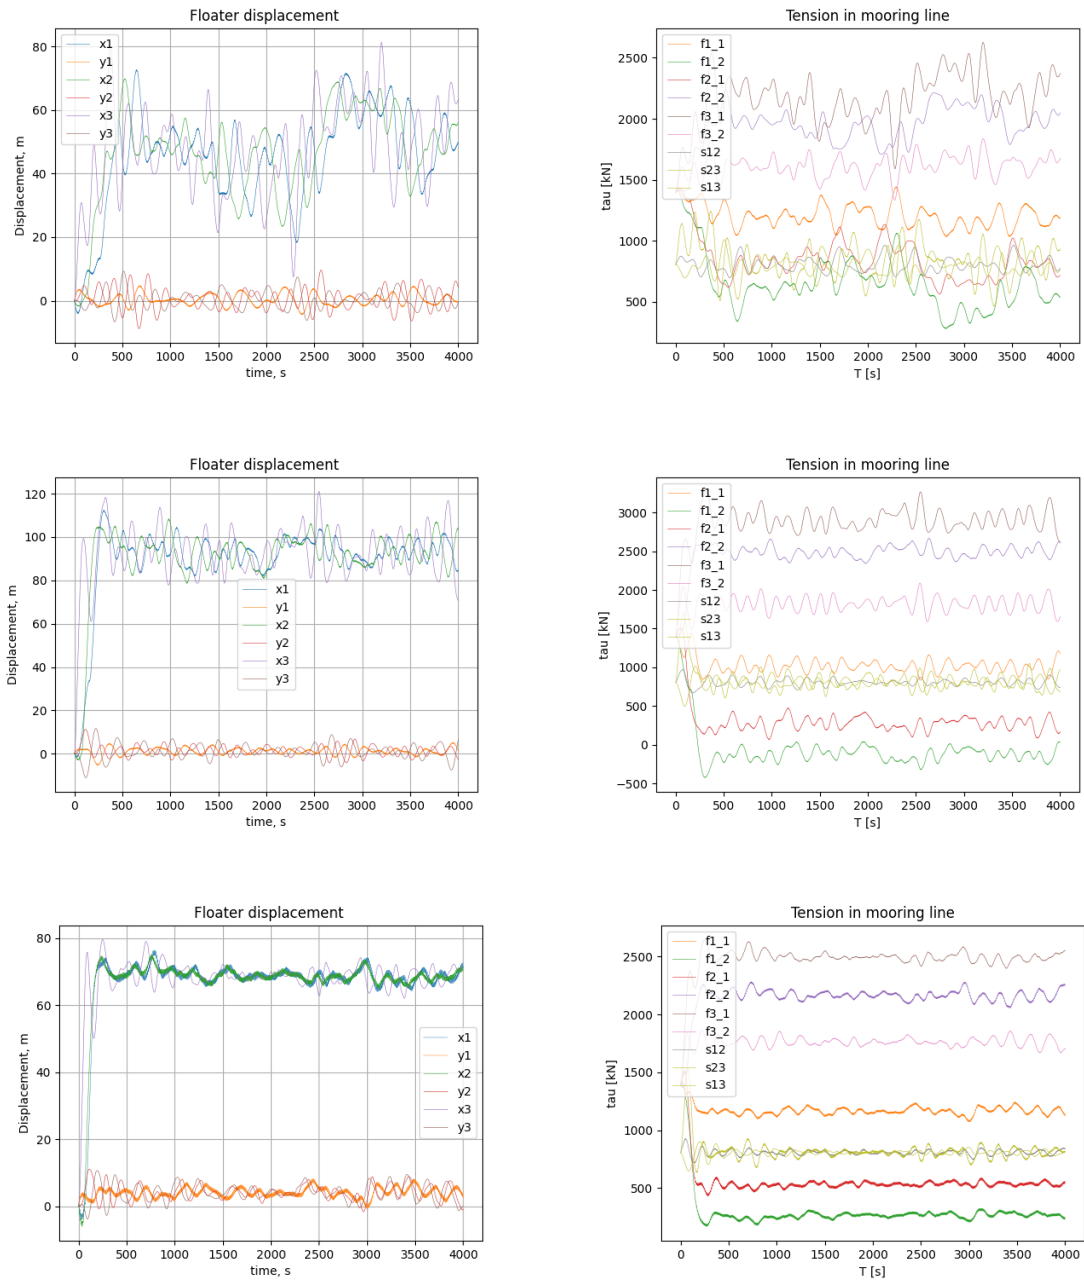 Floater displacement
Displacement, m
80
60
40
20
0
x1
y1
x2
y2
x3
y3
0 500 1000 1500 2000 2500 3000 3500 4000
time, s
Tension in mooring line
tau [kN]
2500
2000
1500
1000
500
f1_1
f1_2
f2_1
f2_2
f3_1
f3_2
s12
s23
s13
0 500 1000 1500 2000 2500 3000 3500 4000
T [s]
Floater displacement
Displacement, m
120
100
80
60
40
20
0
x1
y1
x2
y2
x3
y3
0 500 1000 1500 2000 2500 3000 3500 4000
time, s
Tension in mooring line
tau [kN]
3000
2500
2000
1500
1000
500
0
−500
f1_1
f1_2
f2_1
f2_2
f3_1
s12
s23
s13
0 500 1000 1500 2000 2500 3000 3500 4000
T [s]
Floater displacement
Displacement, m
80
60
40
20
0
x1
y1
x2
y2
x3
y3
0 500 1000 1500 2000 2500 3000 3500 4000
time, s
Tension in mooring line
tau [kN]
2500
2000
1500
1000
500
f1_1
f1_2
f2_1
f2_2
f3_1
f3_2
s12
s23
s13
0 500 1000 1500 2000 2500 3000 3500 4000
T [s]